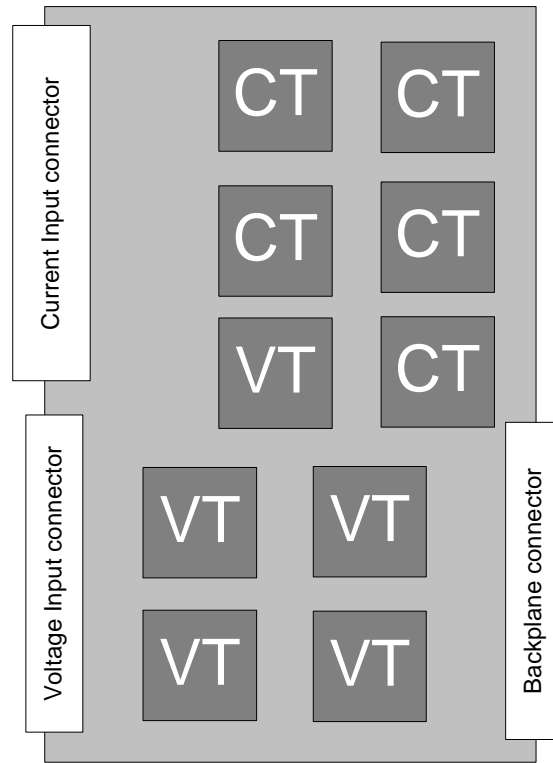 Current Input connector
CT
CT
CT
CT
VT
CT
Voltage Input connector
VT
VT
VT
VT
Backplane connector